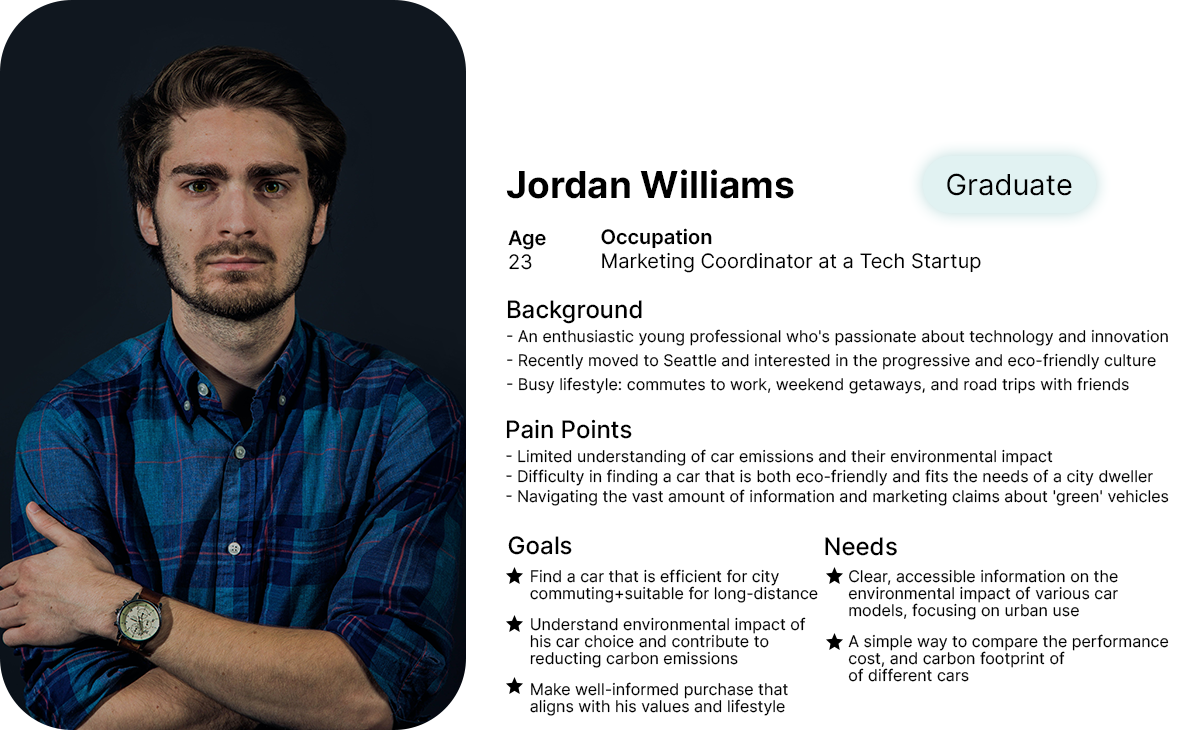 Jordan Williams
Graduate
Age
23
Occupation
Marketing Coordinator at a Tech Startup
Background
- An enthusiastic young professional who's passionate about technology and innovation
- Recently moved to Seattle and interested in the progressive and eco-friendly culture
- Busy lifestyle: commutes to work, weekend getaways, and road trips with friends
Pain Points
- Limited understanding of car emissions and their environmental impact
- Difficulty in finding a car that is both eco-friendly and fits the needs of a city dweller
- Navigating the vast amount of information and marketing claims about 'green' vehicles
Goals
★ Find a car that is efficient for city
commuting+suitable for long-distance
★ Understand environmental impact of
his car choice and contribute to
reducting carbon emissions
★ Make well-informed purchase that
aligns with his values and lifestyle
Needs
★ Clear, accessible information on the
environmental impact of various car
models, focusing on urban use
★ A simple way to compare the performance
cost, and carbon footprint of
of different cars